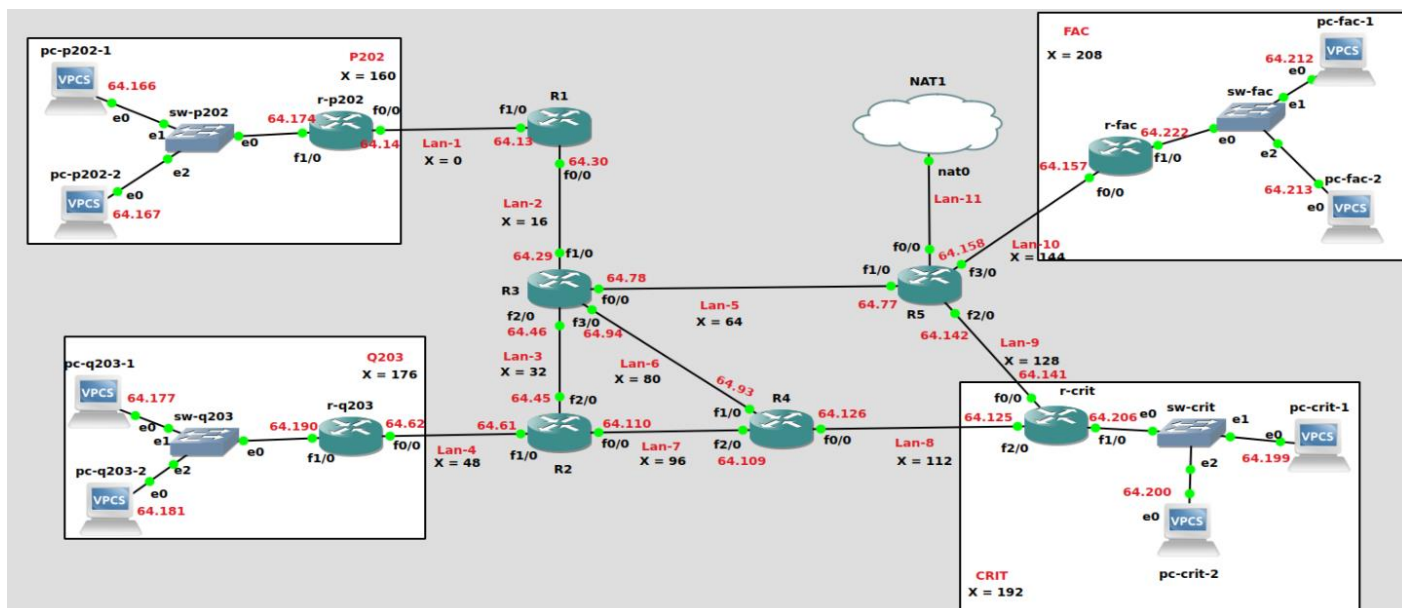 pc-p202-1
VPCS
64.166
e0
P202
X = 160
sw-p202
e1
e0
e2
r-p202
64.174
f1/0
f0/0
64.14
pc-p202-2
VPCS
e0
64.167
Lan-1
X = 0
R1
f1/0
64.13
64.30
f0/0
Lan-2
X = 16
64.29
f1/0
R3
64.78
f0/0
f2/0
f3/0
64.46
64.94
Lan-3
X = 32
Lan-5
X = 64
Lan-6
X = 80
NAT1
nat0
Lan-11
f0/0
64.158
f1/0
f3/0
64.77
R5
f2/0
64.142
Lan-10
X = 144
Lan-9
X = 128
64.141
FAC
X = 208
pc-fac-1
VPCS
64.212
e0
sw-fac
e1
e0
e2
r-fac
64.222
f1/0
64.157
f0/0
pc-fac-2
VPCS
64.213
e0
Q203
X = 176
pc-q203-1
VPCS
64.177
e0
sw-q203
e1
e0
e2
r-q203
64.190
f1/0
64.62
f0/0
pc-q203-2
VPCS
e0
64.181
Lan-4
X = 48
64.61
f1/0
R2
64.45
f2/0
64.110
f0/0
Lan-7
X = 96
64.93
R4
f1/0
f2/0
64.109
64.126
f0/0
Lan-8
X = 112
r-crit
f0/0
64.125
f2/0
64.206
f1/0
e0
sw-crit
e1
e2
pc-crit-1
VPCS
e0
64.199
64.200
e0
VPCS
pc-crit-2
CRIT
X = 192